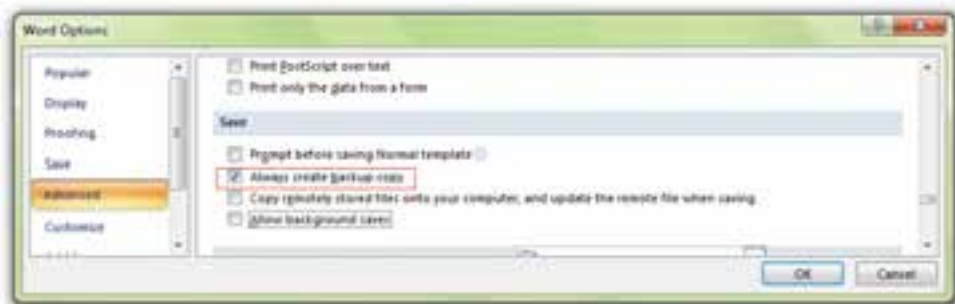 Word Options
Popular
Display
Proofing
Save
Advanced
Customize
Print PostScript over text
Print only the data from a form
Save
Prompt before saving Normal template
Always create backup copy
Copy remotely stored files onto your computer, and update the remote file when saving
Allow background saves
OK
Cancel